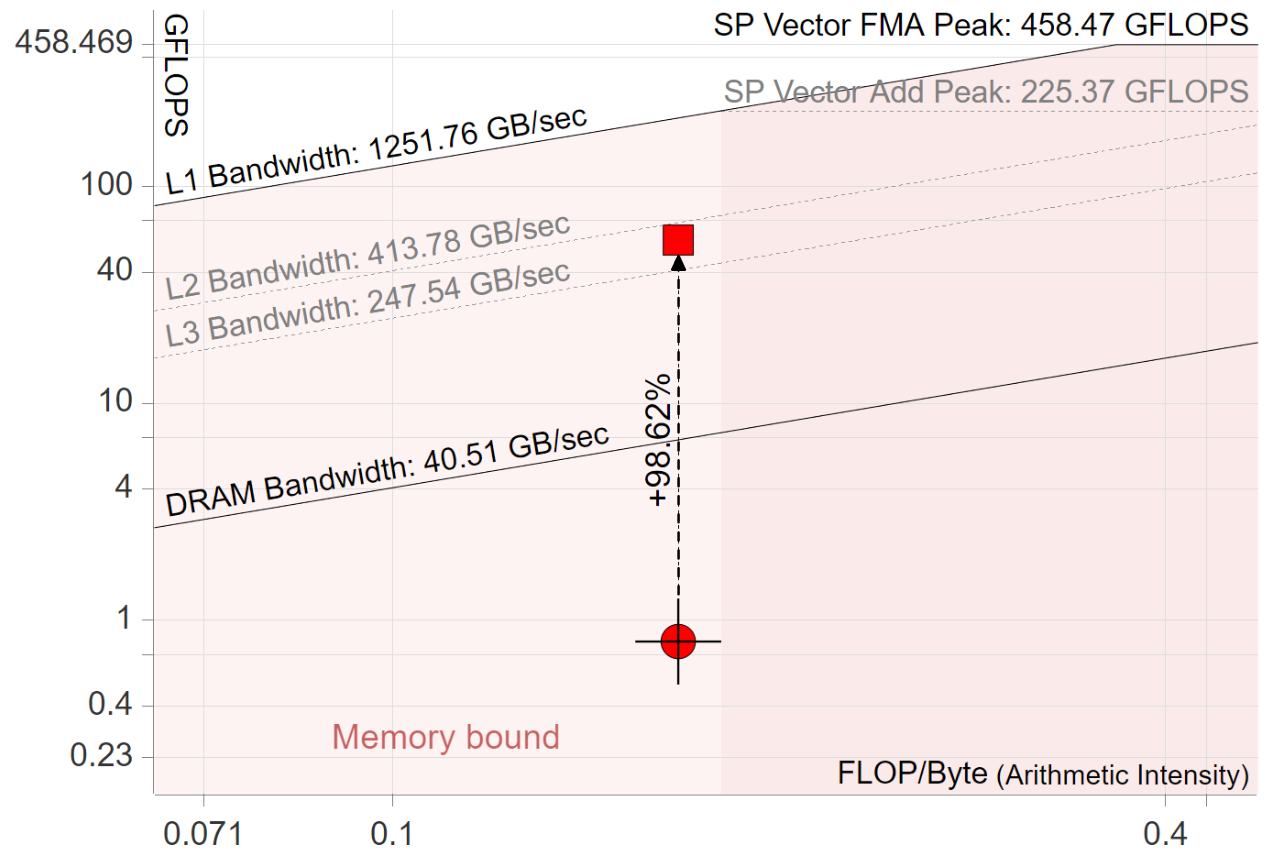 SP Vector FMA Peak: 458.47 GFLOPS
458.469
GFLOPS
SP Vector Add Peak: 225.37 GFLOPS
L1 Bandwidth: 1251.76 GB/sec
100
L2 Bandwidth: 413.78 GB/sec
40
L3 Bandwidth: 247.54 GB/sec
+98.62%
10
DRAM Bandwidth: 40.51 GB/sec
4
1
0.4
Memory bound
0.23
FLOP/Byte (Arithmetic Intensity)
0.071 0.1 0.4